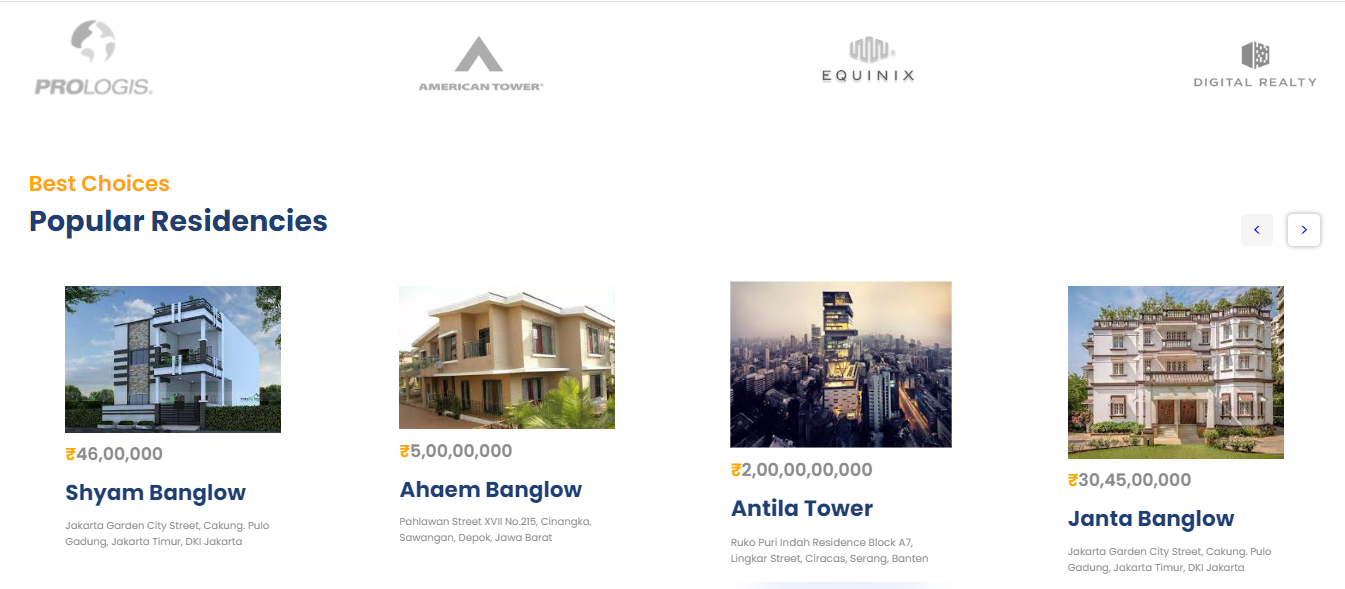 PROLOGIS.
AMERICAN TOWER®
EQUINIX
DIGITAL REALTY
Best Choices
Popular Residencies
< >
₹46,00,000
Shyam Banglow
Jakarta Garden City Street, Cakung. Pulo
Gadung, Jakarta Timur, DKI Jakarta
₹5,00,00,000
Ahaem Banglow
Pahlawan Street XVII No.215, Cinangka,
Sawangan, Depok, Jawa Barat
₹2,00,00,00,000
Antila Tower
Ruko Puri Indah Residence Block A7,
Lingkar Street, Ciracas, Serang, Banten
₹30,45,00,000
Janta Banglow
Jakarta Garden City Street, Cakung. Pulo
Gadung, Jakarta Timur, DKI Jakarta